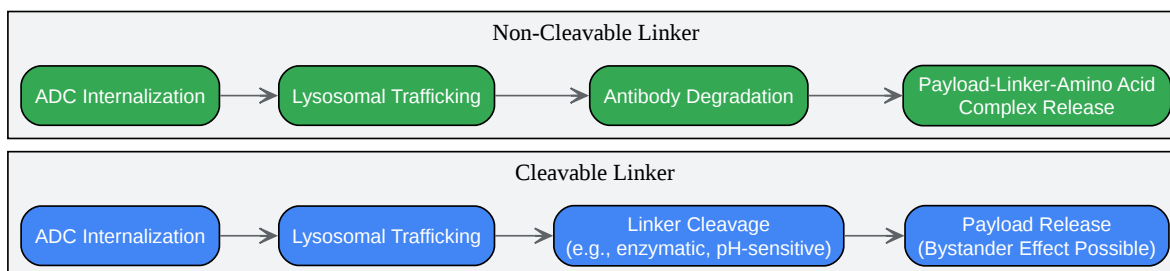 Non-Cleavable Linker
ADC Internalization
Lysosomal Trafficking
Antibody Degradation
Payload-Linker-Amino Acid
Complex Release
Cleavable Linker
ADC Internalization
Lysosomal Trafficking
Linker Cleavage
(e.g., enzymatic, pH-sensitive)
Payload Release
(Bystander Effect Possible)